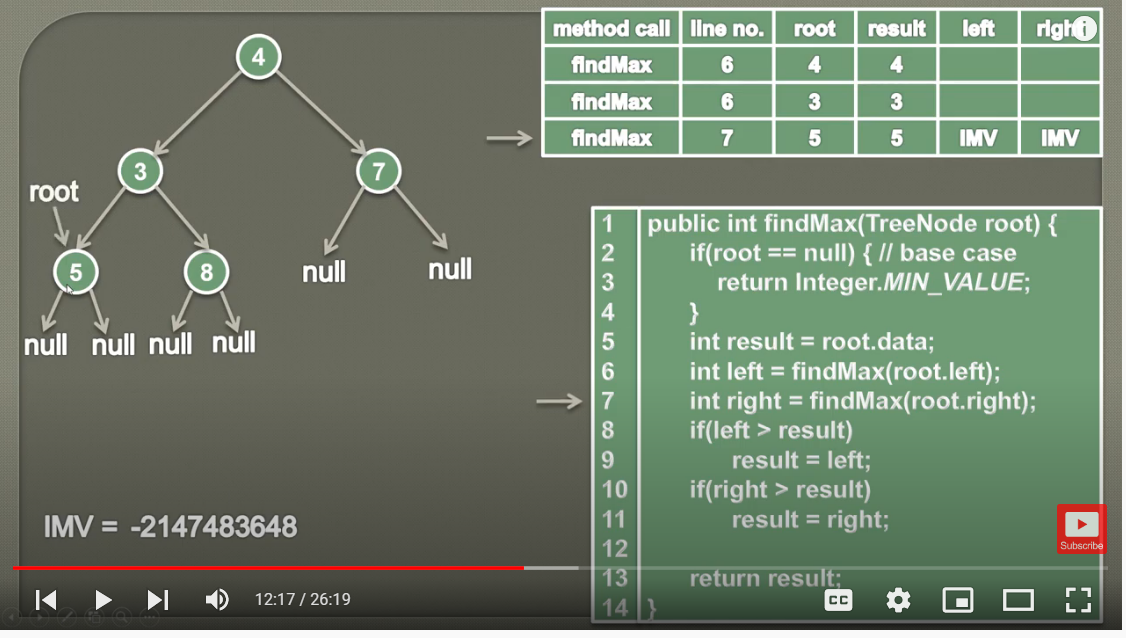 method call line no. root result left right
findMax 6 4 4
findMax 6 3 3
findMax 7 5 5 IMV IMV
4
3 7
root
5 8 null null
null null null null
IMV = -2147483648
1 public int findMax(TreeNode root) {
2 if(root == null) { // base case
3 return Integer.MIN_VALUE;
4 }
5 int result = root.data;
6 int left = findMax(root.left);
7 int right = findMax(root.right);
8 if(left > result)
9 result = left;
10 if(right > result)
11 result = right;
12
13 return result;
14 }
Subscribe
12:17 / 26:19
CC